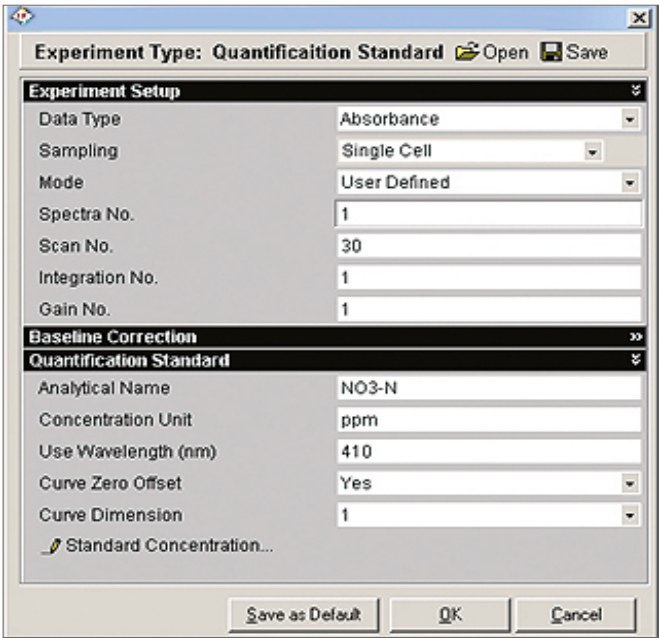 Experiment Type: Quantificaition Standard Open Save
Experiment Setup
Data Type Absorbance
Sampling Single Cell
Mode User Defined
Spectra No. 1
Scan No. 30
Integration No. 1
Gain No. 1
Baseline Correction
Quantification Standard
Analytical Name NO3-N
Concentration Unit ppm
Use Wavelength (nm) 410
Curve Zero Offset Yes
Curve Dimension 1
Standard Concentration...
Save as Default OK Cancel